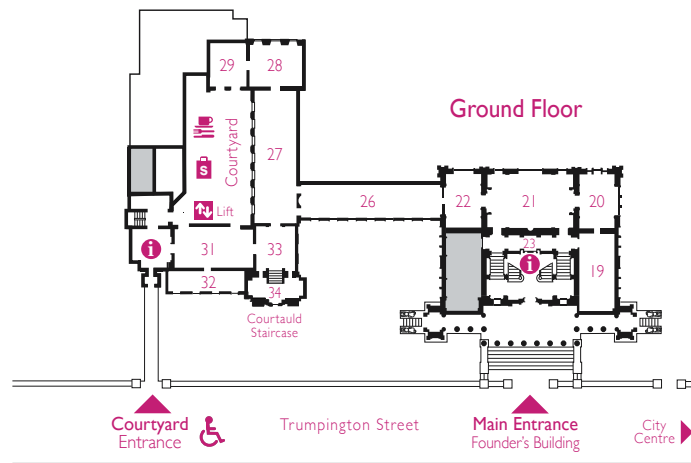 29
28
Ground Floor
Courtyard
27
S
26
22
21
20
Lift
i
31
33
23
i
19
32
34
Courtauld
Staircase
Courtyard
Entrance
Trumpington Street
Main Entrance
Founder's Building
City
Centre